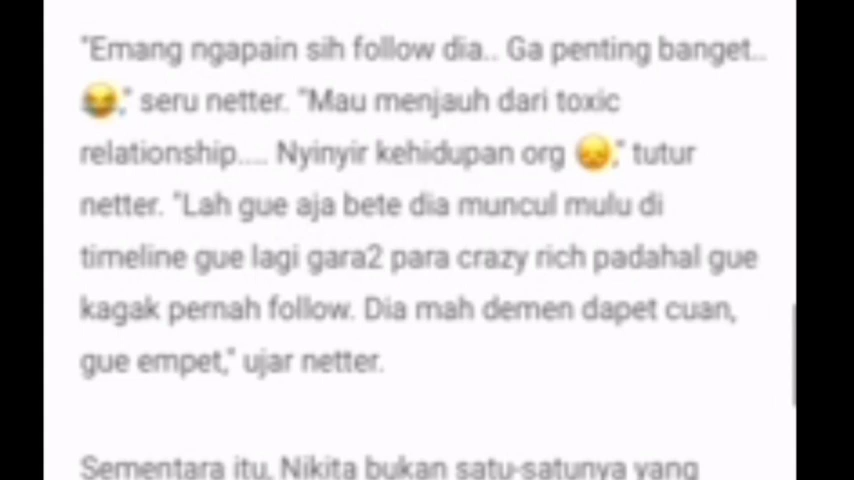 "Emang ngapain sih follow dia.. Ga penting banget..
😂," seru netter. "Mau menjauh dari toxic
relationship.... Nyinyir kehidupan org 😞," tutur
netter. "Lah gue aja bete dia muncul mulu di
timeline gue lagi gara2 para crazy rich padahal gue
kagak pernah follow. Dia mah demen dapet cuan,
gue empet," ujar netter.
Sementara itu, Nikita bukan satu-satunya yang